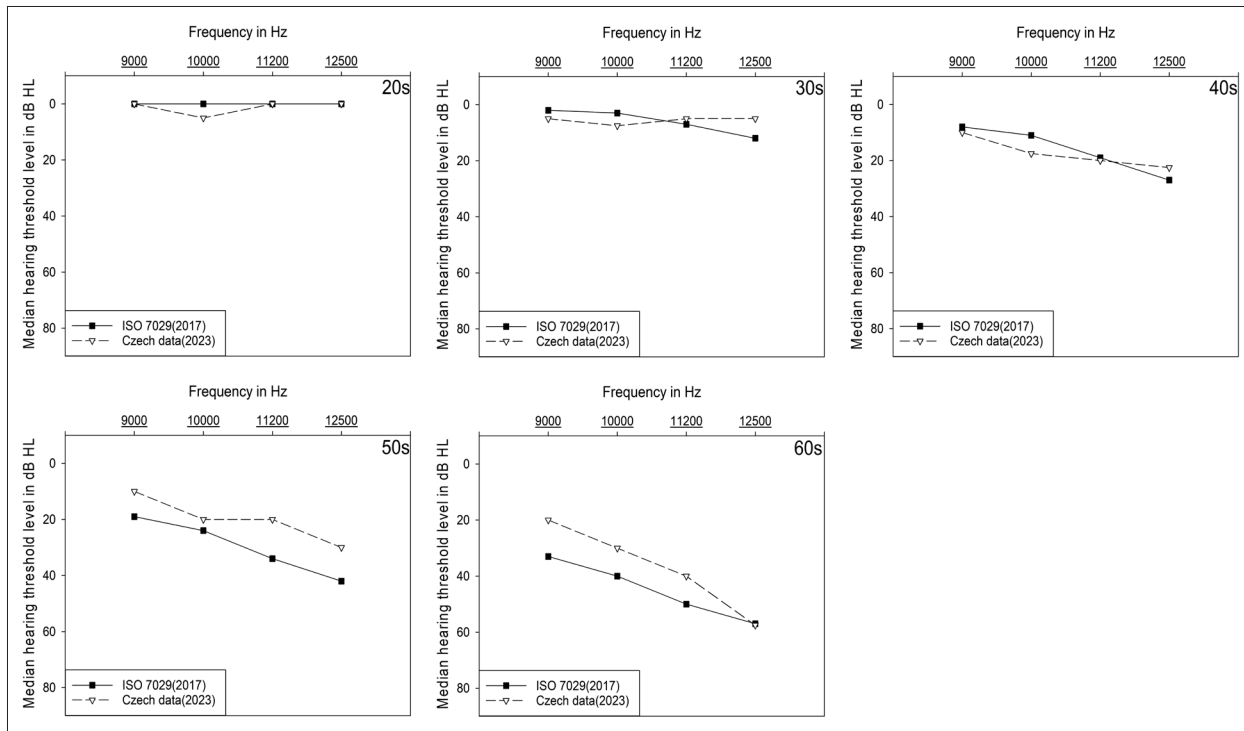 Frequency in Hz
9000 10000 11200 12500
20s
Median hearing threshold level in dB HL
0
20
40
60
80
ISO 7029(2017)
Czech data(2023)
Frequency in Hz
9000 10000 11200 12500
30s
Median hearing threshold level in dB HL
0
20
40
60
80
ISO 7029(2017)
Czech data(2023)
Frequency in Hz
9000 10000 11200 12500
40s
Median hearing threshold level in dB HL
0
20
40
60
80
ISO 7029(2017)
Czech data(2023)
Frequency in Hz
9000 10000 11200 12500
50s
Median hearing threshold level in dB HL
0
20
40
60
80
ISO 7029(2017)
Czech data(2023)
Frequency in Hz
9000 10000 11200 12500
60s
Median hearing threshold level in dB HL
0
20
40
60
80
ISO 7029(2017)
Czech data(2023)